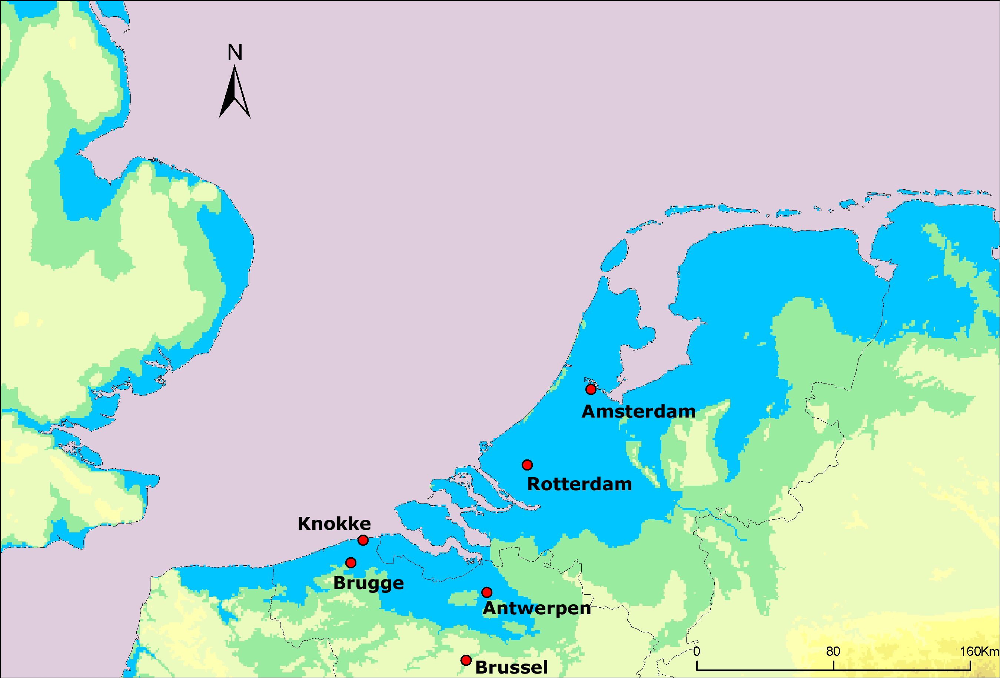 N
Amsterdam
Rotterdam
Knokke
Brugge
Antwerpen
Brussel
0 80 160Km